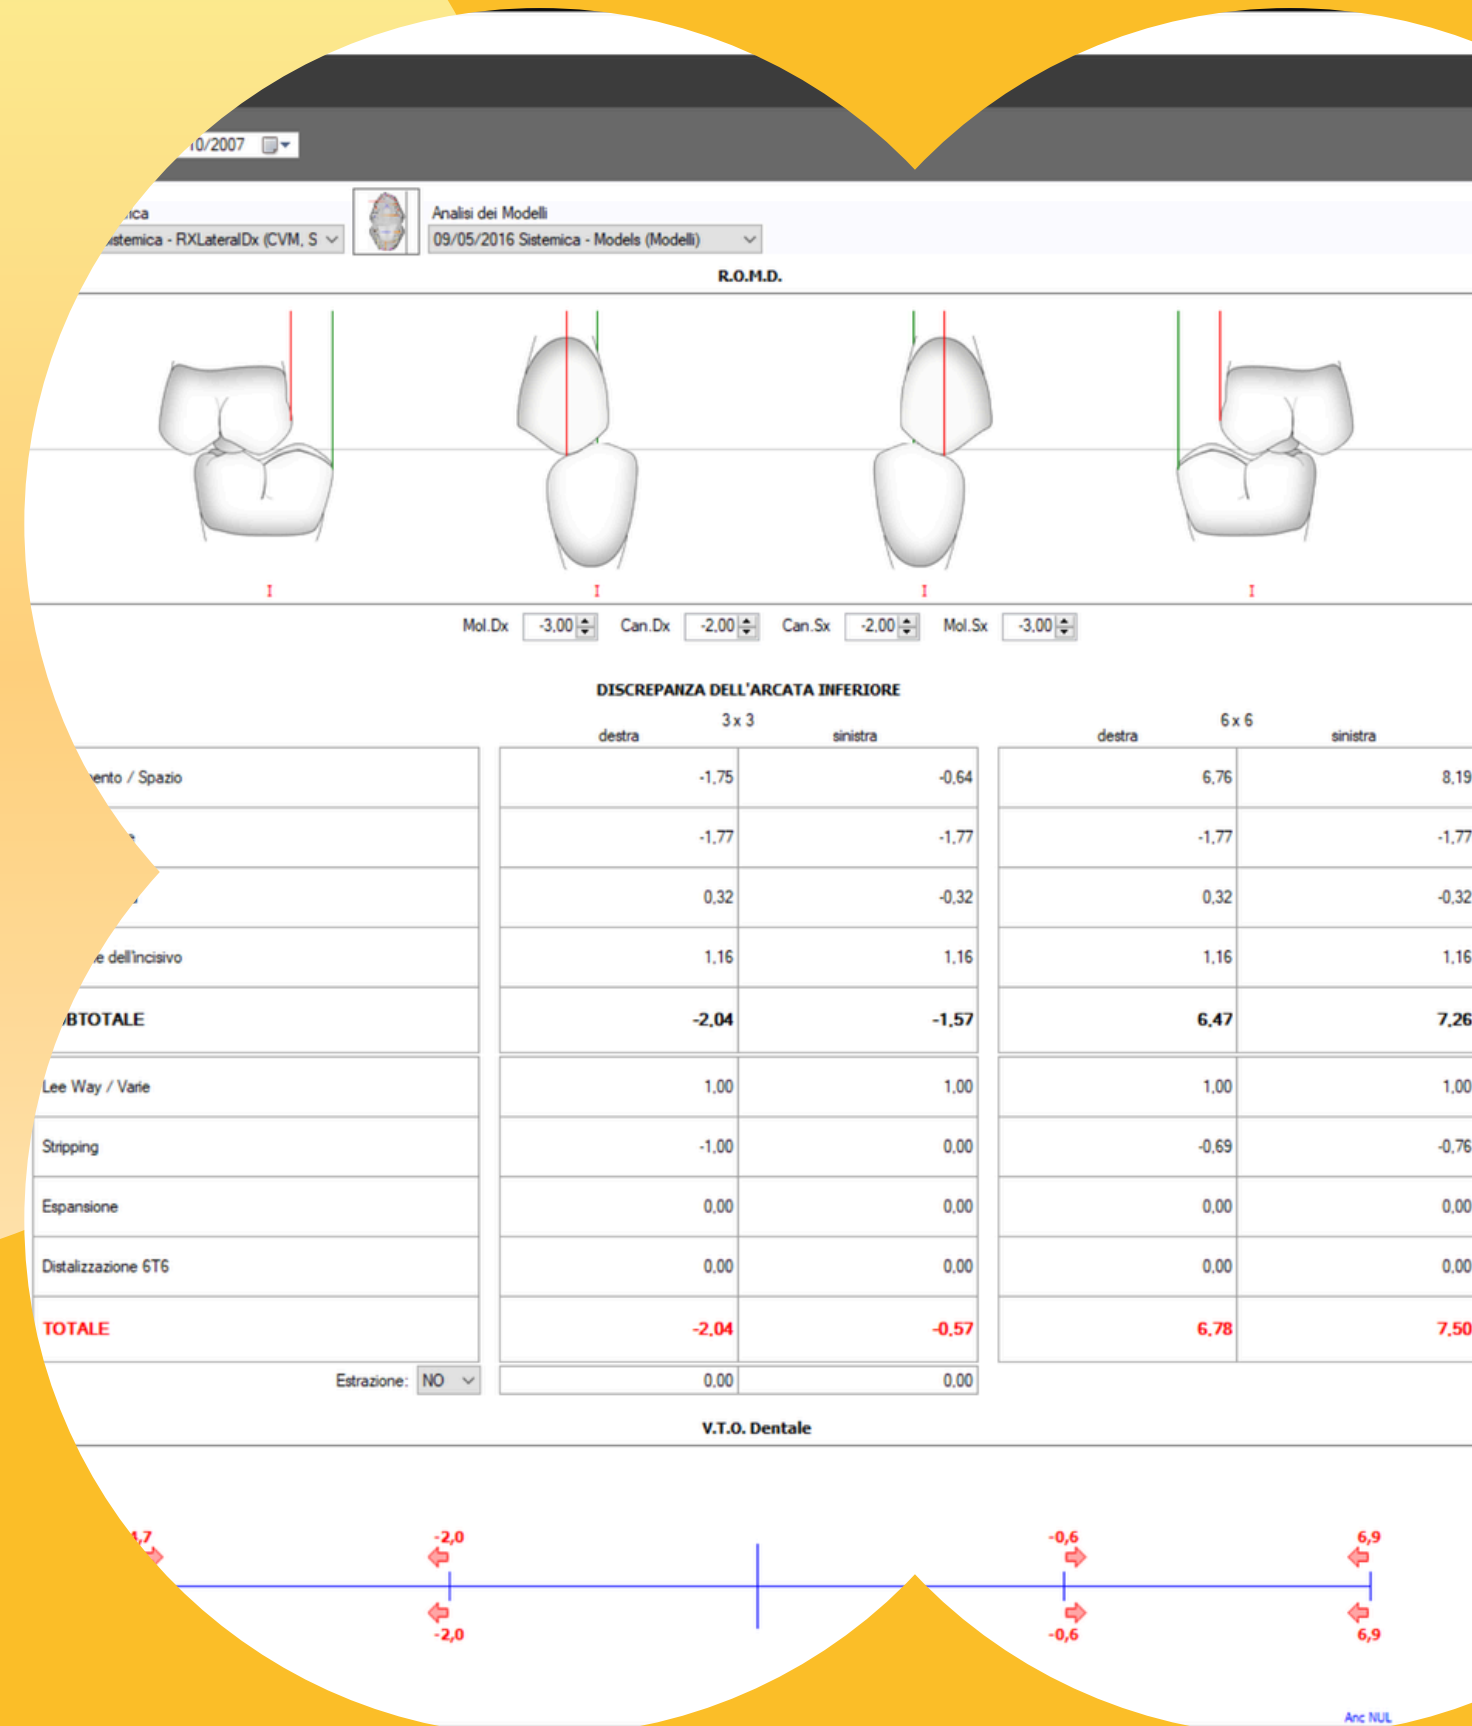 10/2007
Analisi dei Modelli
RXLateralDx (CVM, S
09/05/2016 Sistemica - Models (Modelli)
R.O.M.D.
I I I I
Mol.Dx -3,00 Can.Dx -2,00 Can.Sx -2,00 Mol.Sx -3,00
DISCREPANZA DELL'ARCATA INFERIORE
3 x 3 6 x 6
destra sinistra destra sinistra
/ Spazio -1,75 -0,64 6,76 8,19
-1,77 -1,77 -1,77 -1,77
0,32 -0,32 0,32 -0,32
dell'incisivo 1,16 1,16 1,16 1,16
BTOTALE -2,04 -1,57 6,47 7,26
Lee Way / Varie 1,00 1,00 1,00 1,00
Stripping -1,00 0,00 -0,69 -0,76
Espansione 0,00 0,00 0,00 0,00
Distalizzazione 6T6 0,00 0,00 0,00 0,00
TOTALE -2,04 -0,57 6,78 7,50
Estrazione: NO 0,00 0,00
V.T.O. Dentale
-2,0 -0,6 6,9
-2,0 -0,6 6,9
Anc NUL